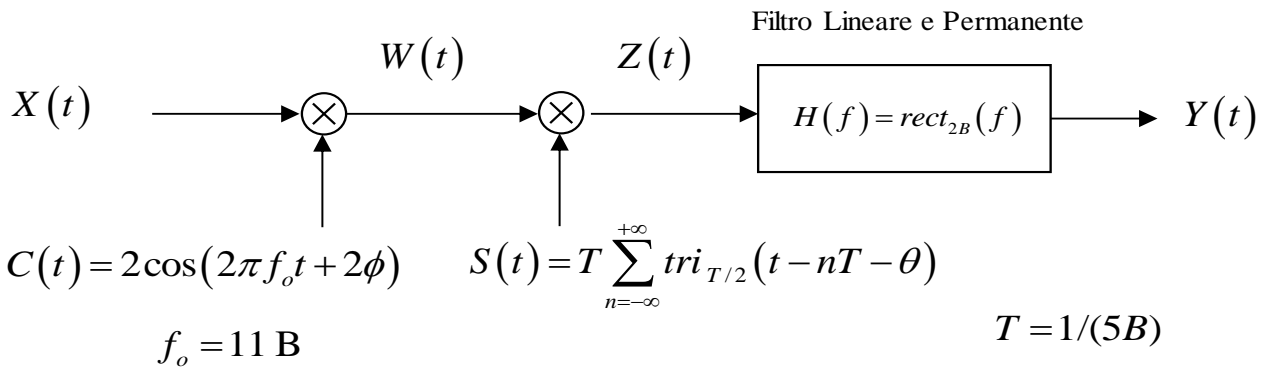 Filtro Lineare e Permanente
W(t)
Z(t)
X(t)
H(f) = rect_{2B}(f)
Y(t)
C(t) = 2cos(2πf_o t + 2ϕ)
S(t) = T ∑_{n=-∞}^{+∞} tri_{T/2}(t - nT - θ)
f_o = 11 B
T = 1/(5B)